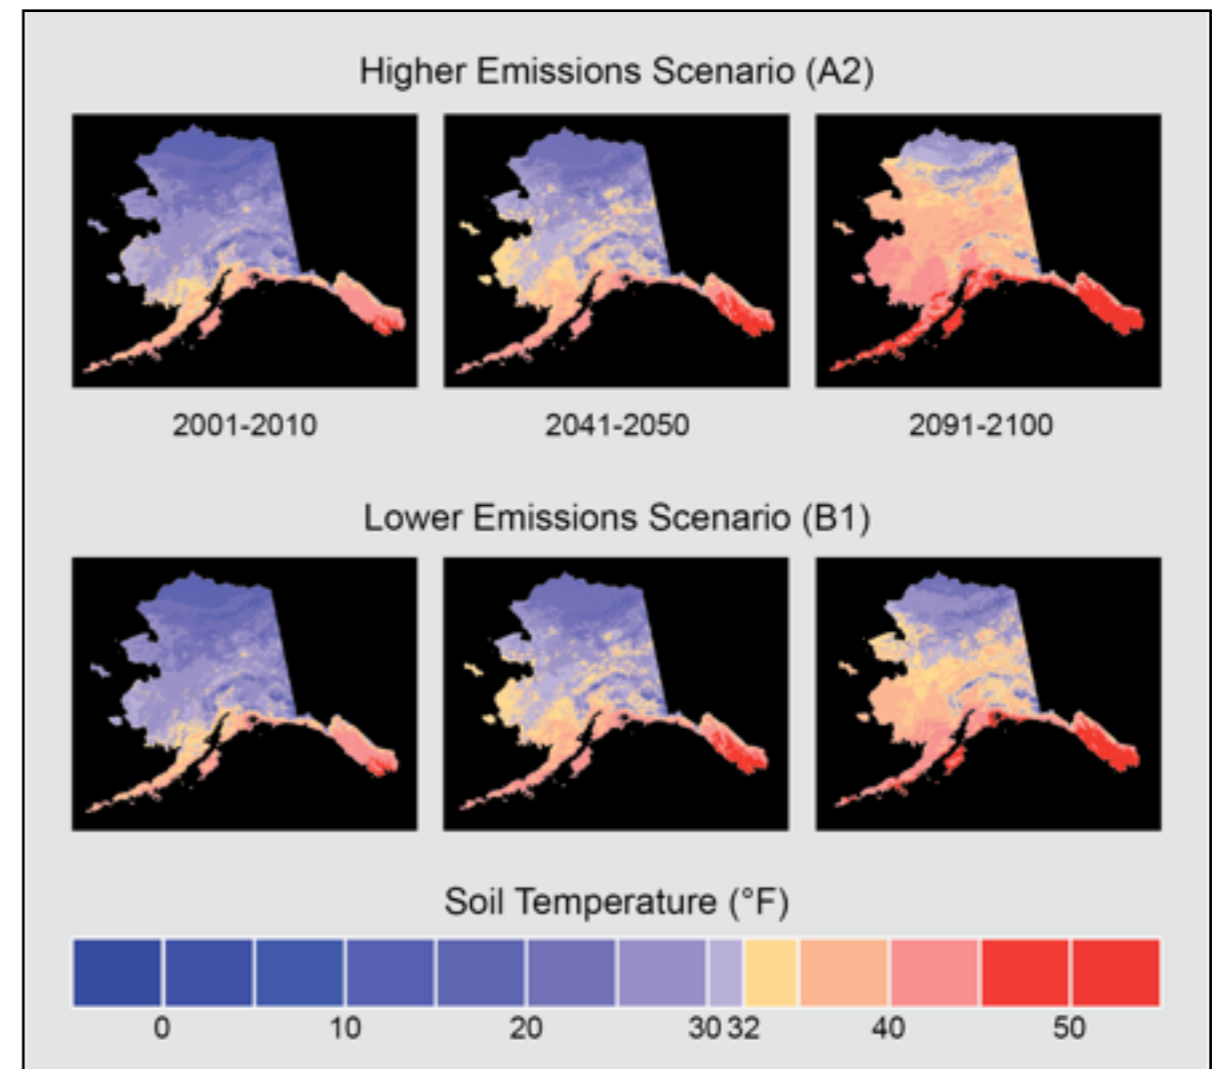 Higher Emissions Scenario (A2)
2001-2010 2041-2050 2091-2100
Lower Emissions Scenario (B1)
Soil Temperature (°F)
0 10 20 30 32 40 50